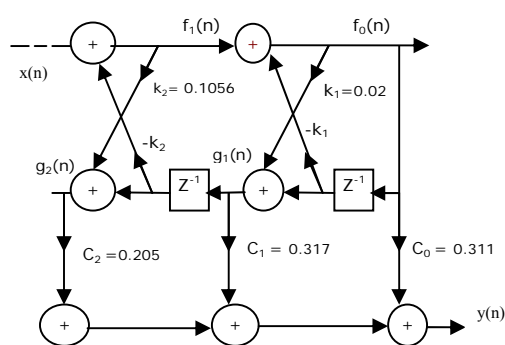 f₁(n) f₀(n)
+ +
x(n)
k₂= 0.1056 k₁=0.02
-k₂ -k₁
g₂(n) g₁(n)
+ Z⁻¹ + Z⁻¹
C₂ =0.205 C₁ = 0.317 C₀ = 0.311
y(n)
+ + +